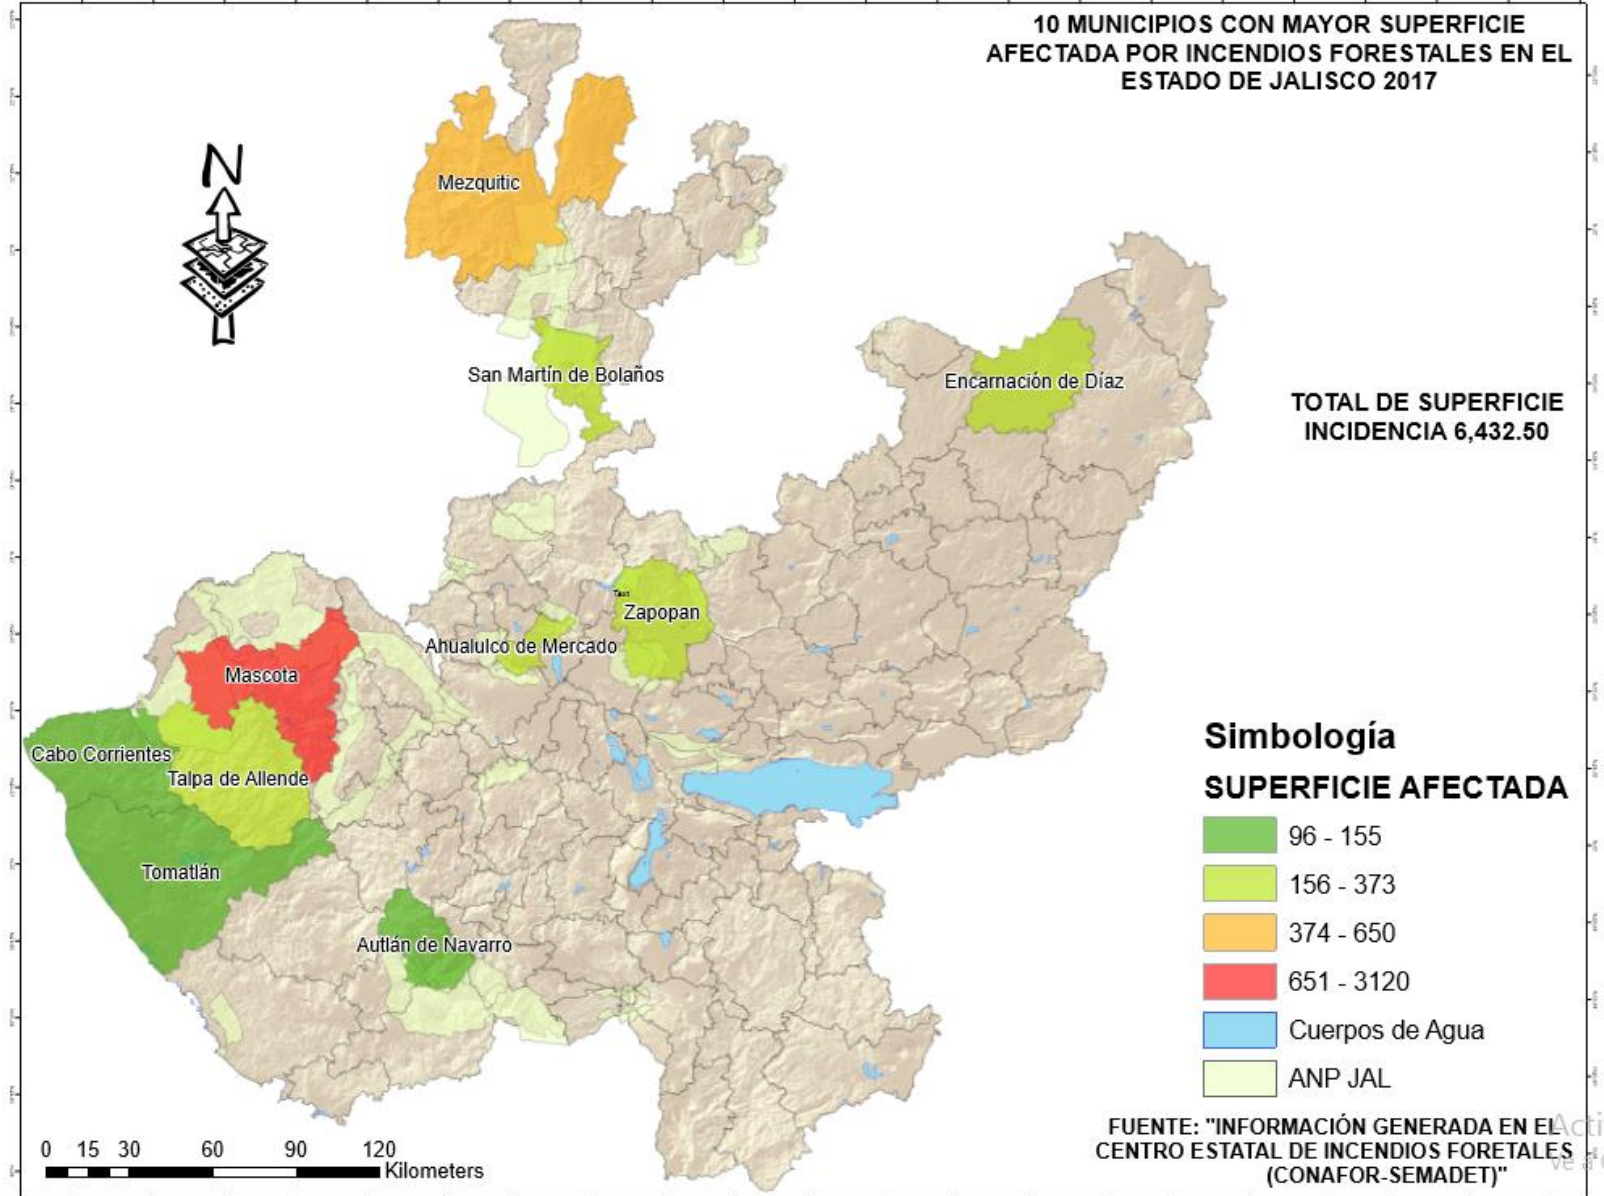 10 MUNICIPIOS CON MAYOR SUPERFICIE
AFECTADA POR INCENDIOS FORESTALES EN EL
ESTADO DE JALISCO 2017
N
Mezquitic
San Martín de Bolaños
Encarnación de Díaz
TOTAL DE SUPERFICIE
INCIDENCIA 6,432.50
Zapopan
Ahualulco de Mercado
Mascota
Cabo Corrientes
Talpa de Allende
Tomatlán
Autlán de Navarro
Simbología
SUPERFICIE AFECTADA
96 - 155
156 - 373
374 - 650
651 - 3120
Cuerpos de Agua
ANP JAL
FUENTE: "INFORMACIÓN GENERADA EN EL
CENTRO ESTATAL DE INCENDIOS FORETALES
(CONAFOR-SEMADET)"
0 15 30 60 90 120
Kilometers